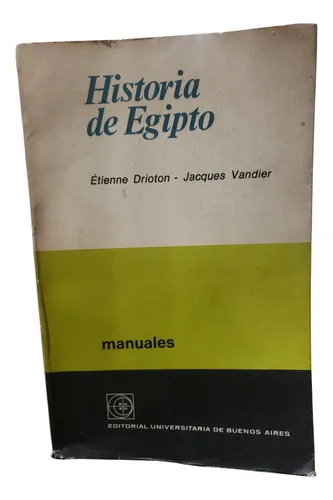 Historia
de Egipto
Étienne Drioton - Jacques Vandier
manuales
EDITORIAL UNIVERSITARIA DE BUENOS AIRES